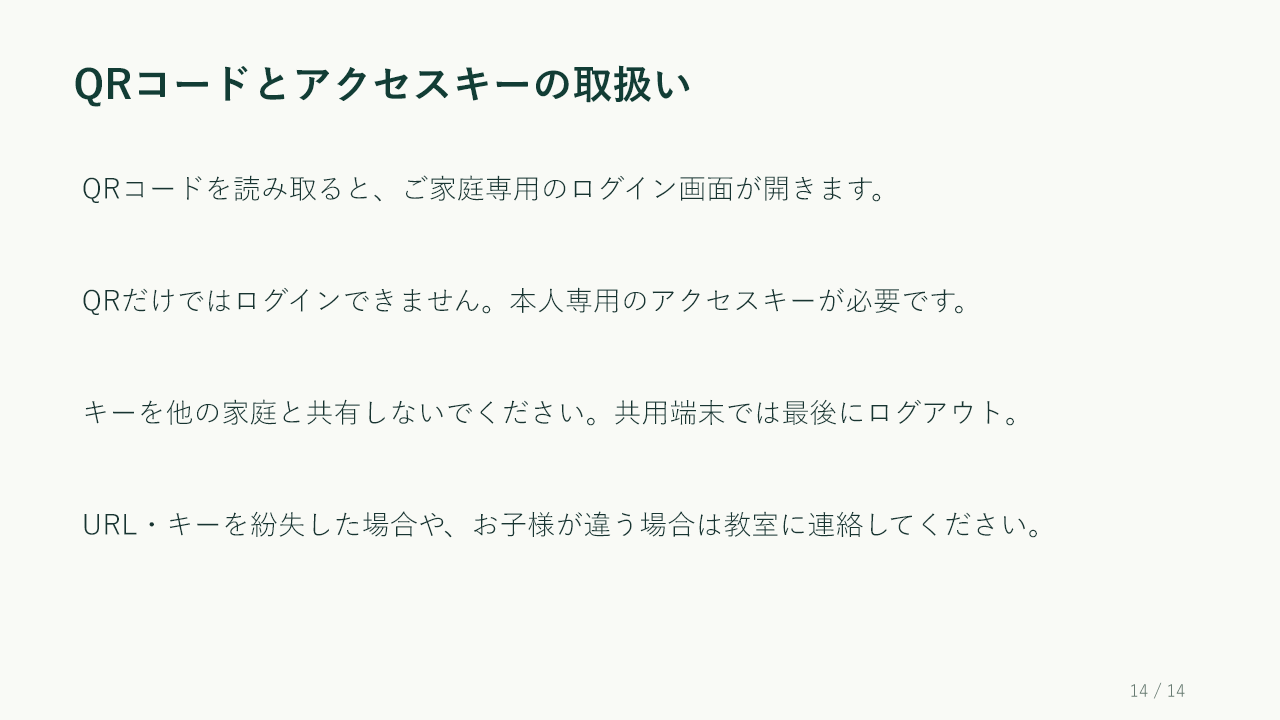 QRコードとアクセスキーの取扱い
QRコードを読み取ると、ご家庭専用のログイン画面が開きます。
QRだけではログインできません。本人専用のアクセスキーが必要です。
キーを他の家庭と共有しないでください。共用端末では最後にログアウト。
URL・キーを紛失した場合や、お子様が違う場合は教室に連絡してください。
14 / 14